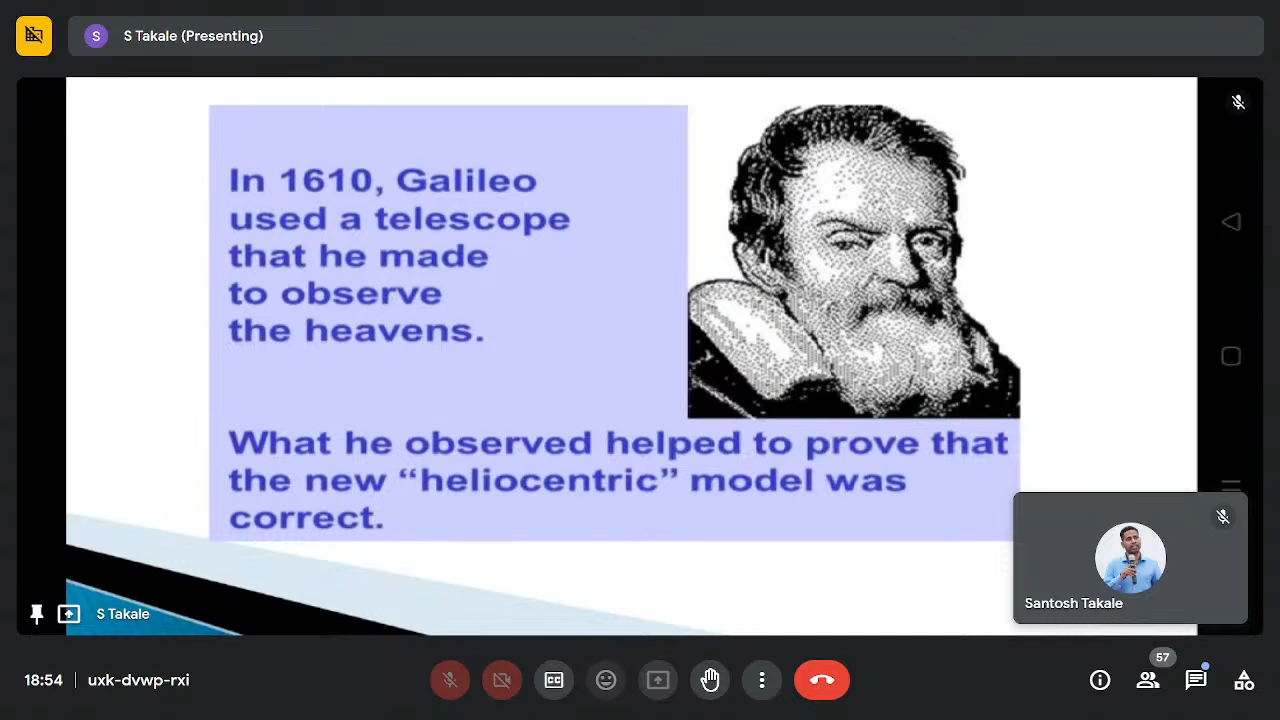 S
S Takale (Presenting)
In 1610, Galileo
used a telescope
that he made
to observe
the heavens.
What he observed helped to prove that
the new “heliocentric” model was
correct.
S Takale
Santosh Takale
18:54 | uxk-dvwp-rxi
CC
57